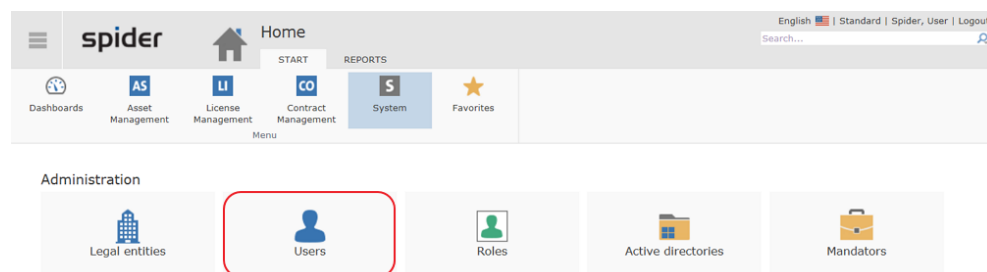 English | Standard | Spider, User | Logout
spider
Home
Search...
START REPORTS
AS LI CO S
Dashboards Asset Management License Management Contract Management System Favorites
Menu
Administration
Legal entities Users Roles Active directories Mandators